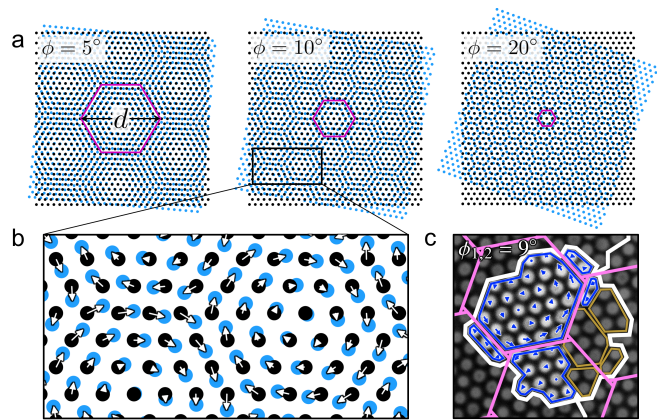 a
ϕ = 5°
ϕ = 10°
ϕ = 20°
d
b
c
ϕ1,2 = 9°